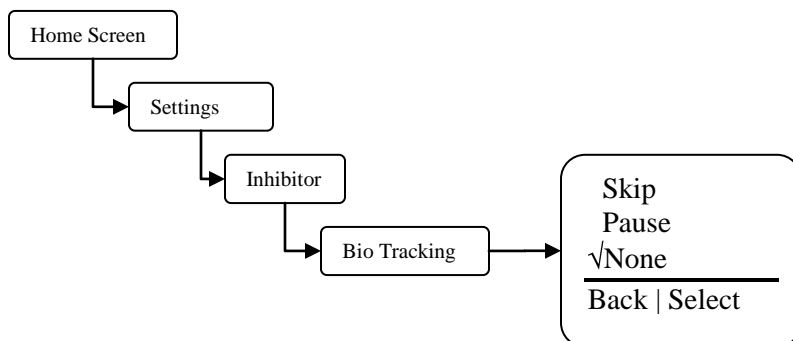 Home Screen
Settings
Inhibitor
Bio Tracking
Skip
Pause
√None
Back | Select